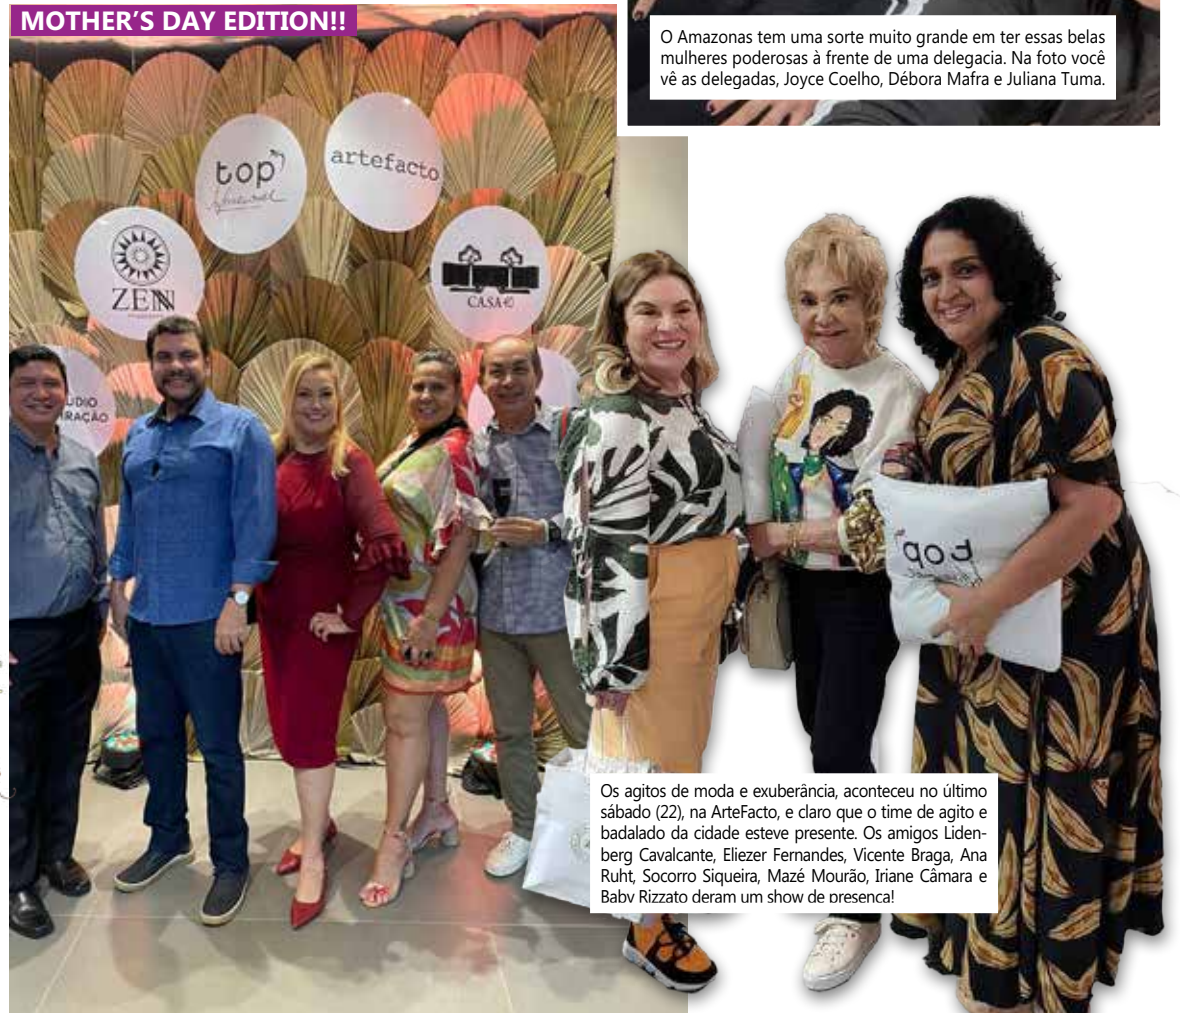 MOTHER'S DAY EDITION!!
O Amazonas tem uma sorte muito grande em ter essas belas
mulheres poderosas à frente de uma delegacia. Na foto você
vê as delegadas, Joyce Coelho, Débora Mafra e Juliana Tuma.
top
artefacto
ZEN
CASA
ÚDIO
IRAÇÃO
top
Os agitos de moda e exuberância, aconteceu no último
sábado (22), na ArteFacto, e claro que o time de agito e
badalado da cidade esteve presente. Os amigos Liden-
berg Cavalcante, Eliezer Fernandes, Vicente Braga, Ana
Ruht, Socorro Siqueira, Mazé Mourão, Iriane Câmara e
Baby Rizzato deram um show de presença!